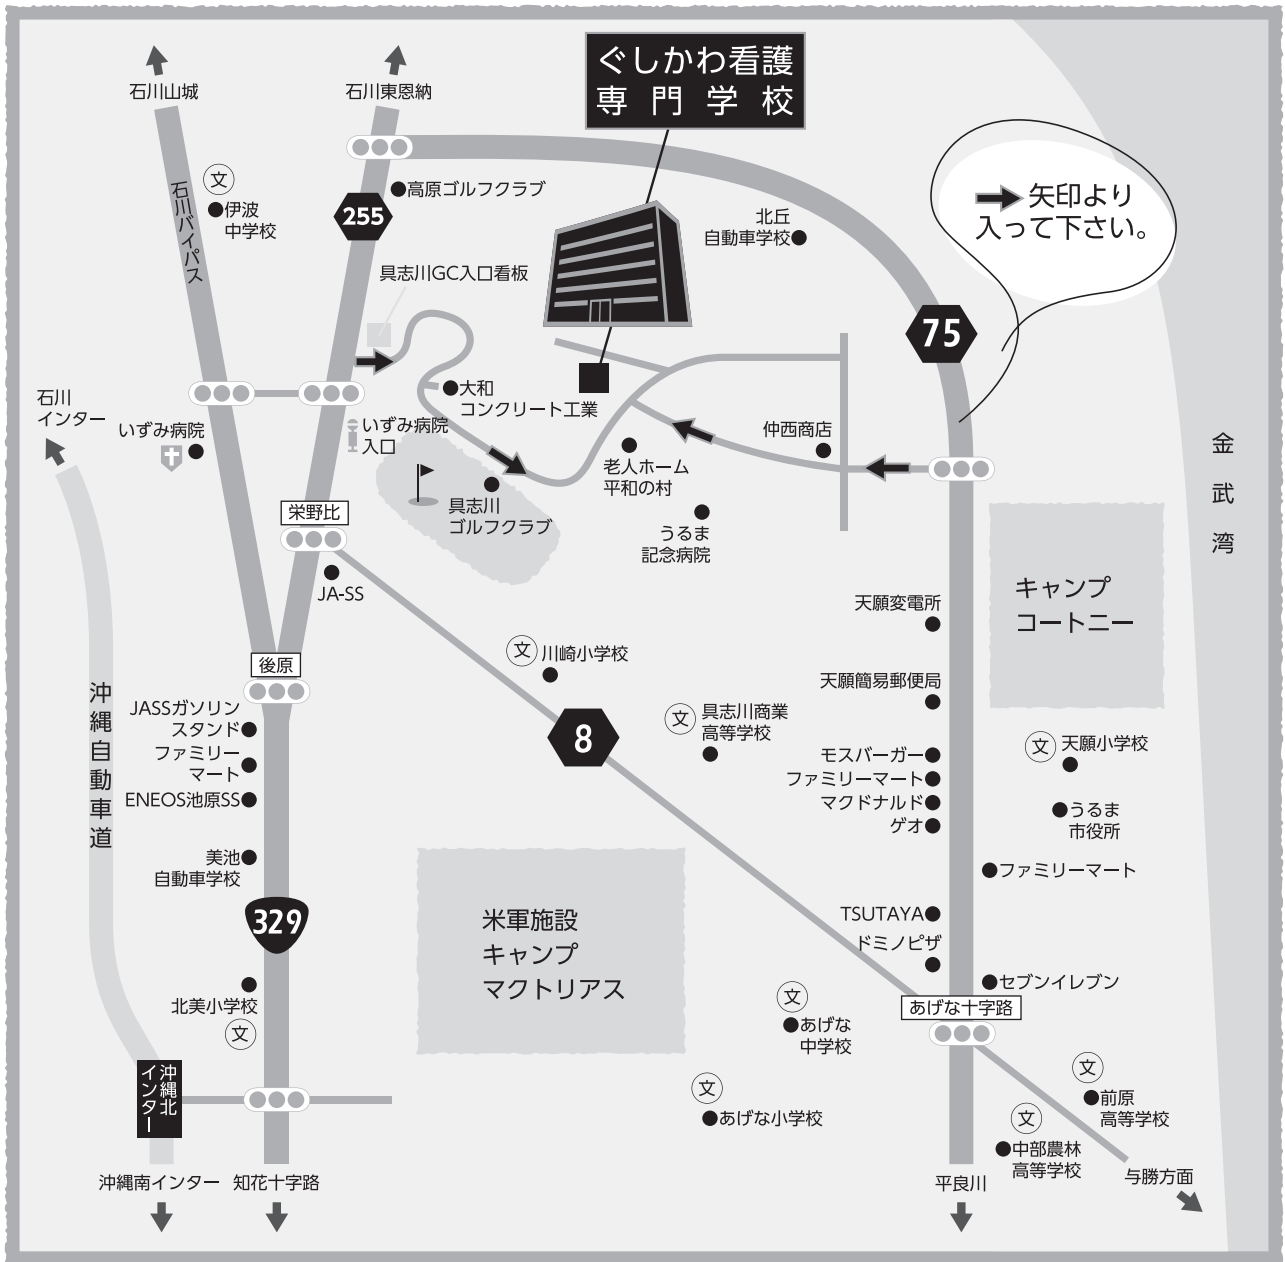 石川山城
石川東恩納
ぐしかわ看護
専門学校
石川バイパス
文
伊波
中学校
255
高原ゴルフクラブ
北丘
自動車学校
矢印より
入って下さい。
具志川GC入口看板
75
石川
インター
いずみ病院
いずみ病院
入口
大和
コンクリート工業
具志川
ゴルフクラブ
老人ホーム
平和の村
仲西商店
うるま
記念病院
金武湾
栄野比
JA-SS
キャンプ
コートニー
天願変電所
後原
文
川崎小学校
天願簡易郵便局
沖縄自動車道
JASSガソリン
スタンド
ファミリー
マート
ENEOS池原SS
8
文
具志川商業
高等学校
モスバーガー
ファミリーマート
マクドナルド
ゲオ
文
天願小学校
うるま
市役所
美池
自動車学校
ファミリーマート
329
米軍施設
キャンプ
マクトリアス
TSUTAYA
ドミノピザ
セブンイレブン
北美小学校
文
あげな十字路
文
あげな
中学校
沖縄北
インター
文
あげな小学校
文
前原
高等学校
文
中部農林
高等学校
沖縄南インター
知花十字路
平良川
与勝方面